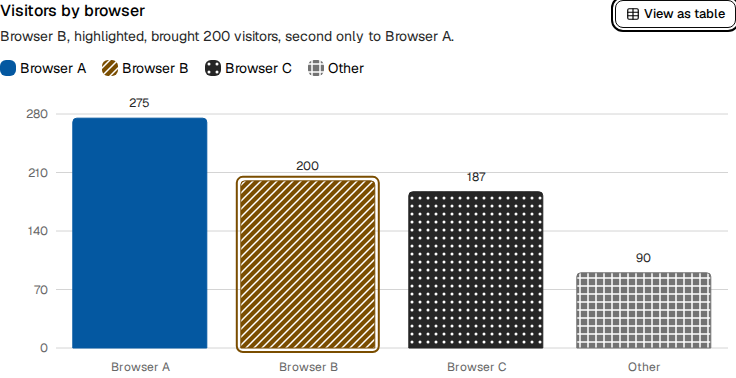 Visitors by browser
View as table
Browser B, highlighted, brought 200 visitors, second only to Browser A.
Browser A
Browser B
Browser C
Other
275
280
200
210
187
140
90
70
0
Browser A
Browser B
Browser C
Other